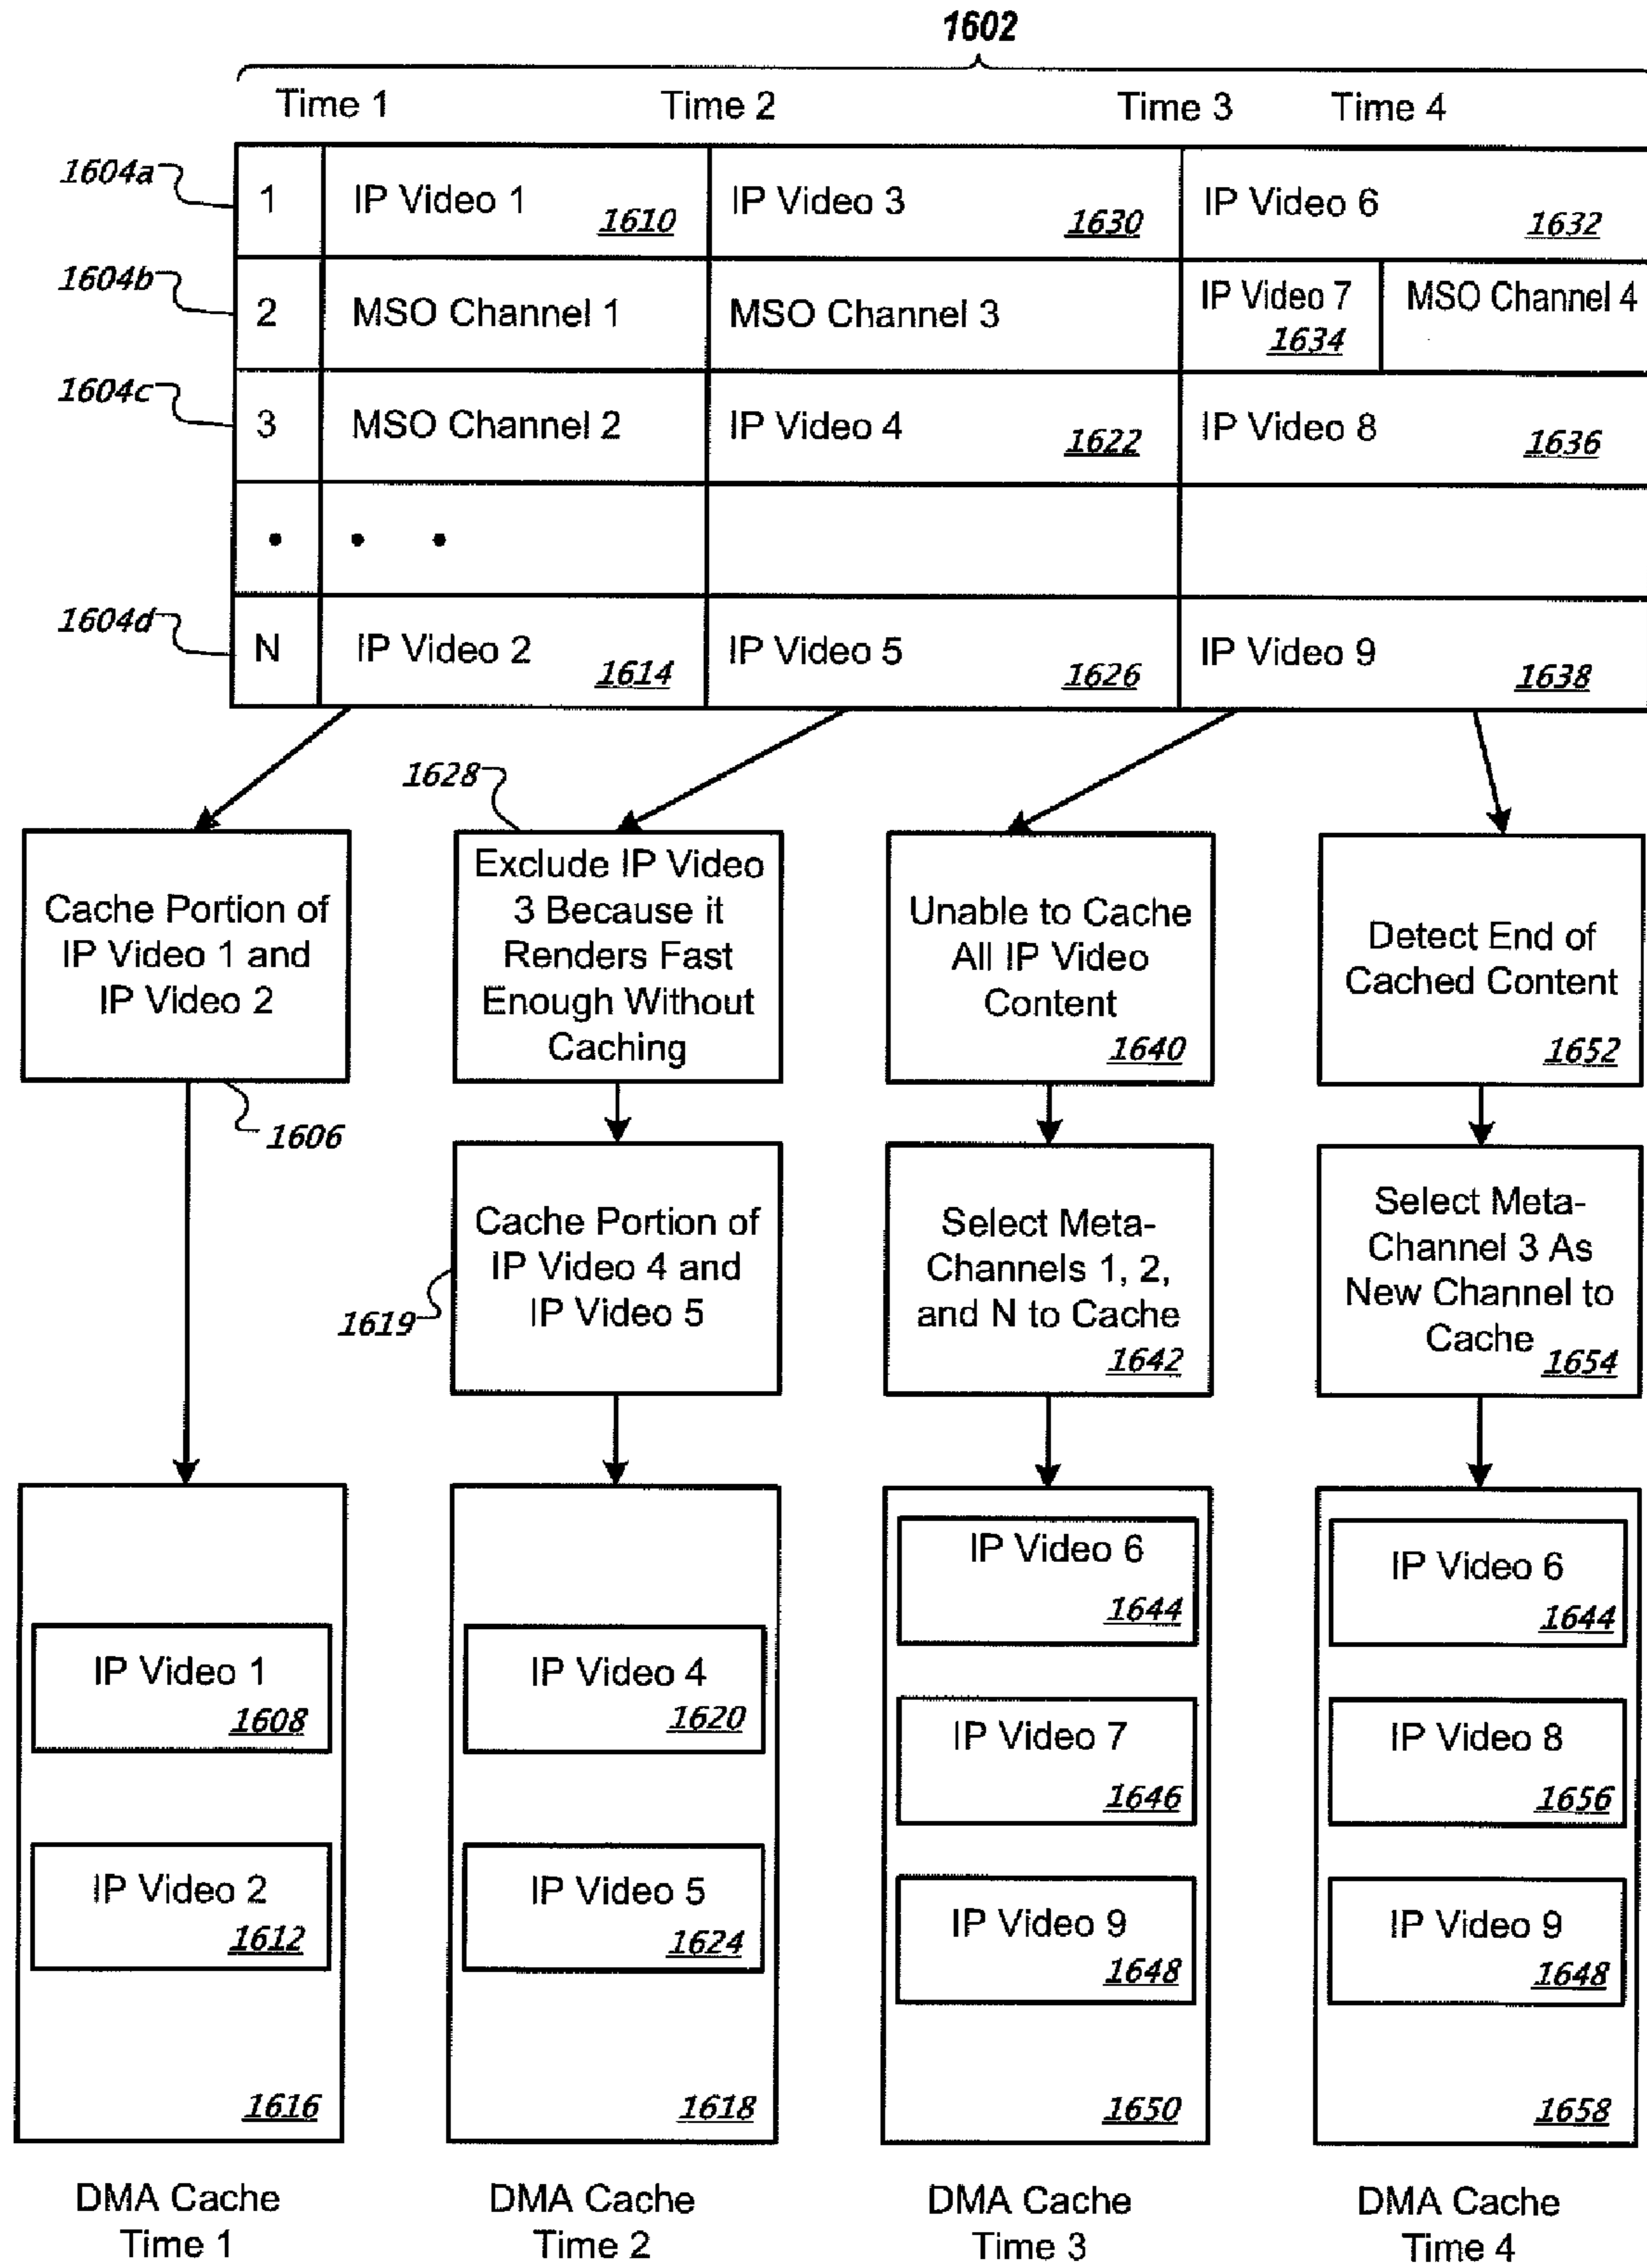 1602
Time 1 Time 2 Time 3 Time 4
1604a 1 IP Video 1 1610 IP Video 3 1630 IP Video 6 1632
1604b 2 MSO Channel 1 MSO Channel 3 IP Video 7 1634 MSO Channel 4
1604c 3 MSO Channel 2 IP Video 4 1622 IP Video 8 1636
1604d N IP Video 2 1614 IP Video 5 1626 IP Video 9 1638
Cache Portion of
IP Video 1 and
IP Video 2
1606
1628
Exclude IP Video
3 Because it
Renders Fast
Enough Without
Caching
Unable to Cache
All IP Video
Content
1640
Detect End of
Cached Content
1652
Cache Portion of
IP Video 4 and
IP Video 5
1619
Select Meta-
Channels 1, 2,
and N to Cache
1642
Select Meta-
Channel 3 As
New Channel to
Cache 1654
IP Video 1
1608
IP Video 2
1612
1616
IP Video 4
1620
IP Video 5
1624
1618
IP Video 6
1644
IP Video 7
1646
IP Video 9
1648
1650
IP Video 6
1644
IP Video 8
1656
IP Video 9
1648
1658
DMA Cache
Time 1
DMA Cache
Time 2
DMA Cache
Time 3
DMA Cache
Time 4